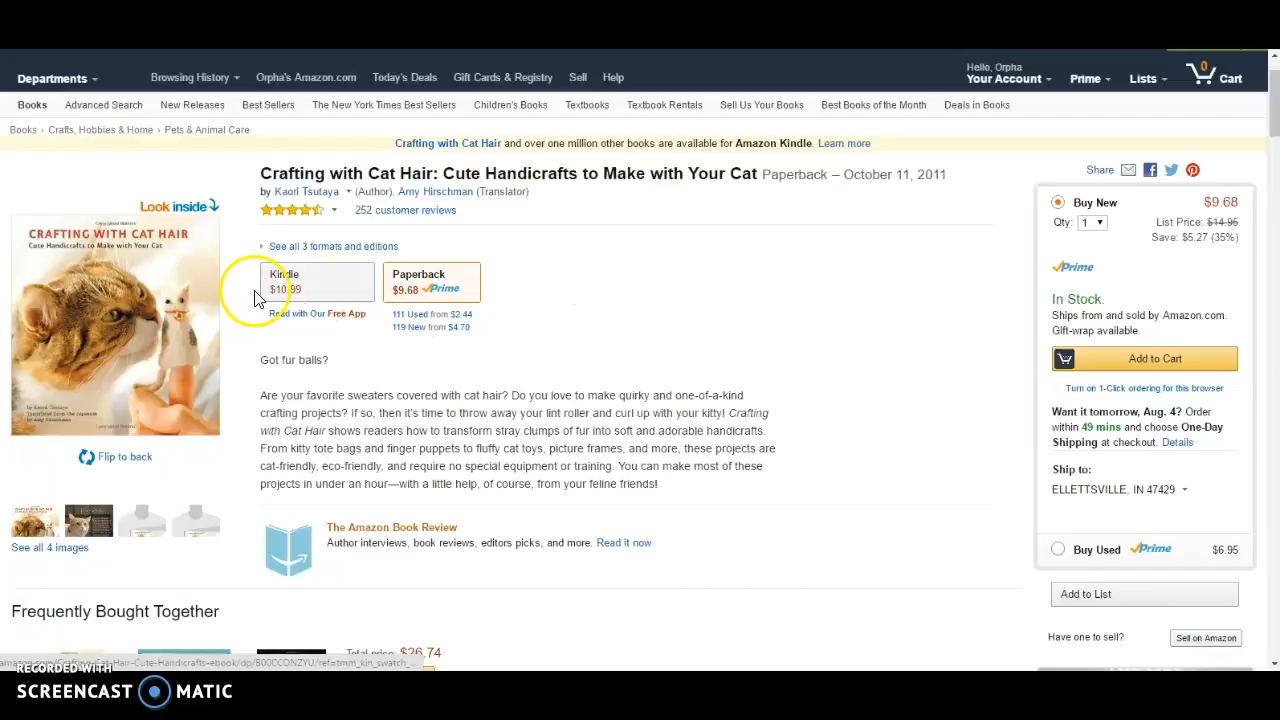 Departments
Browsing History
Orpha's Amazon.com
Today's Deals
Gift Cards & Registry
Sell
Help
Hello, Orpha
Your Account
Prime
Lists
0
Cart
Books
Advanced Search
New Releases
Best Sellers
The New York Times Best Sellers
Children's Books
Textbooks
Textbook Rentals
Sell Us Your Books
Best Books of the Month
Deals in Books
Books › Crafts, Hobbies & Home › Pets & Animal Care
Crafting with Cat Hair and over one million other books are available for Amazon Kindle. Learn more
Look inside
CRAFTING WITH CAT HAIR
Cute Handicrafts to Make with Your Cat
Flip to back
See all 4 images
Crafting with Cat Hair: Cute Handicrafts to Make with Your Cat Paperback – October 11, 2011
by Kaori Tsutaya (Author), Amy Hirschman (Translator)
252 customer reviews
See all 3 formats and editions
Kindle
$10.99
Read with Our Free App
Paperback
$9.68 Prime
111 Used from $2.44
119 New from $4.70
Got fur balls?
Are your favorite sweaters covered with cat hair? Do you love to make quirky and one-of-a-kind
crafting projects? If so, then it's time to throw away your lint roller and curl up with your kitty! Crafting
with Cat Hair shows readers how to transform stray clumps of fur into soft and adorable handicrafts.
From kitty tote bags and finger puppets to fluffy cat toys, picture frames, and more, these projects are
cat-friendly, eco-friendly, and require no special equipment or training. You can make most of these
projects in under an hour—with a little help, of course, from your feline friends!
The Amazon Book Review
Author interviews, book reviews, editors picks, and more. Read it now
Share
Buy New
$9.68
Qty: 1
List Price: $14.95
Save: $5.27 (35%)
Prime
In Stock.
Ships from and sold by Amazon.com.
Gift-wrap available.
Add to Cart
Turn on 1-Click ordering for this browser
Want it tomorrow, Aug. 4? Order
within 49 mins and choose One-Day
Shipping at checkout. Details
Ship to:
ELLETTSVILLE, IN 47429
Buy Used Prime $6.95
Add to List
Have one to sell?
Sell on Amazon
Frequently Bought Together
Total price: $26.74
RECORDED WITH
SCREENCAST MATIC